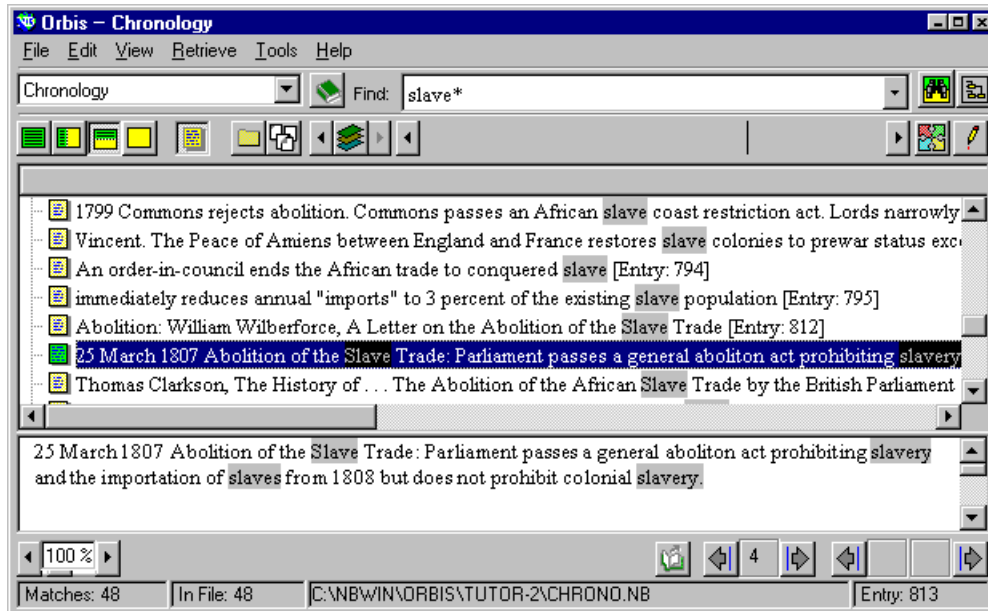 Orbis – Chronology
File Edit View Retrieve Tools Help
Chronology Find: slave*
1799 Commons rejects abolition. Commons passes an African slave coast restriction act. Lords narrowly
Vincent. The Peace of Amiens between England and France restores slave colonies to prewar status exc
An order-in-council ends the African trade to conquered slave [Entry: 794]
immediately reduces annual "imports" to 3 percent of the existing slave population [Entry: 795]
Abolition: William Wilberforce, A Letter on the Abolition of the Slave Trade [Entry: 812]
25 March 1807 Abolition of the Slave Trade: Parliament passes a general aboliton act prohibiting slavery
Thomas Clarkson, The History of . . . The Abolition of the African Slave Trade by the British Parliament
25 March 1807 Abolition of the Slave Trade: Parliament passes a general aboliton act prohibiting slavery
and the importation of slaves from 1808 but does not prohibit colonial slavery.
100 % 4
Matches: 48 In File: 48 C:\NBWIN\ORBIS\TUTOR-2\CHRONO.NB Entry: 813